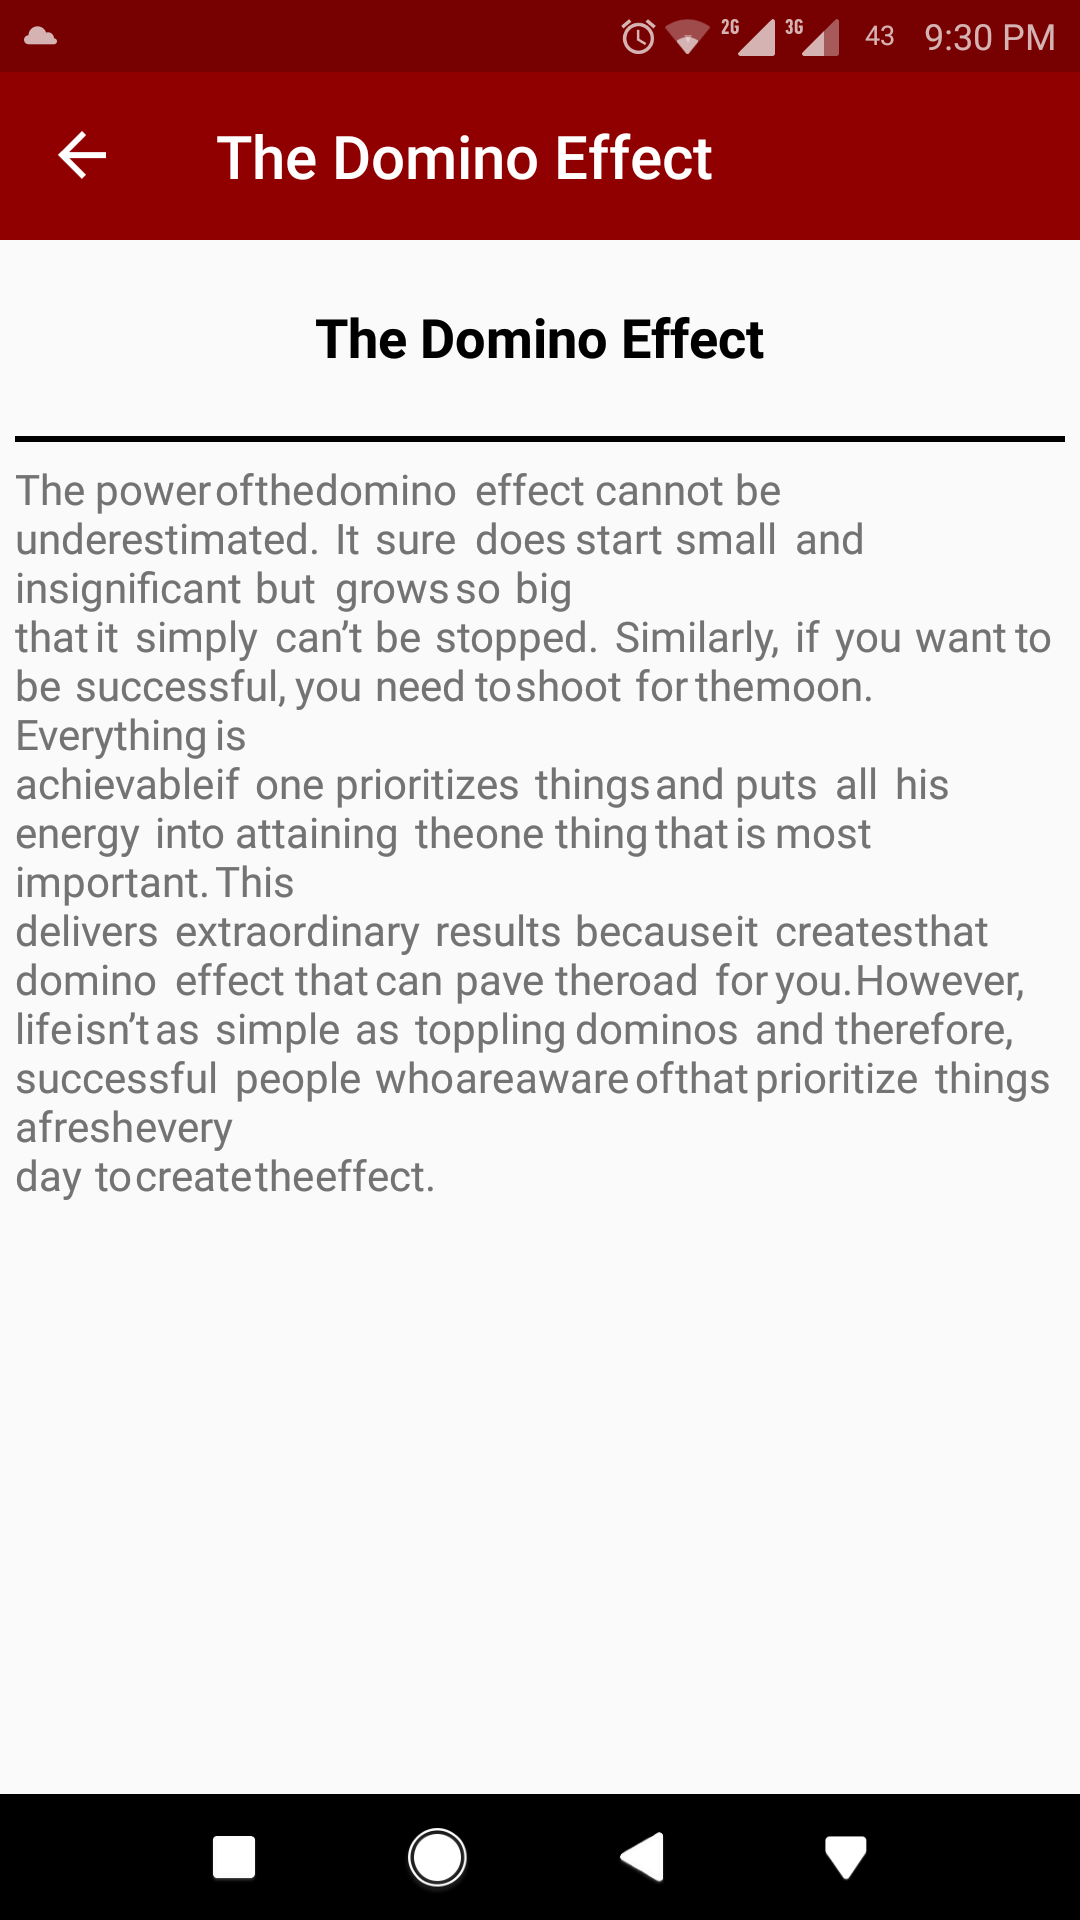 2G 3G 43 9:30 PM
The Domino Effect
The Domino Effect
The power ofthedomino effect cannot be
underestimated. It sure does start small and
insignificant but grows so big
that it simply can’t be stopped. Similarly, if you want to
be successful, you need to shoot for themoon.
Everything is
achievableif one prioritizes things and puts all his
energy into attaining theone thing that is most
important. This
delivers extraordinary results becauseit createsthat
domino effect that can pave theroad for you.However,
lifeisn’t as simple as toppling dominos and therefore,
successful people whoareaware ofthat prioritize things
afreshevery
day to createtheeffect.